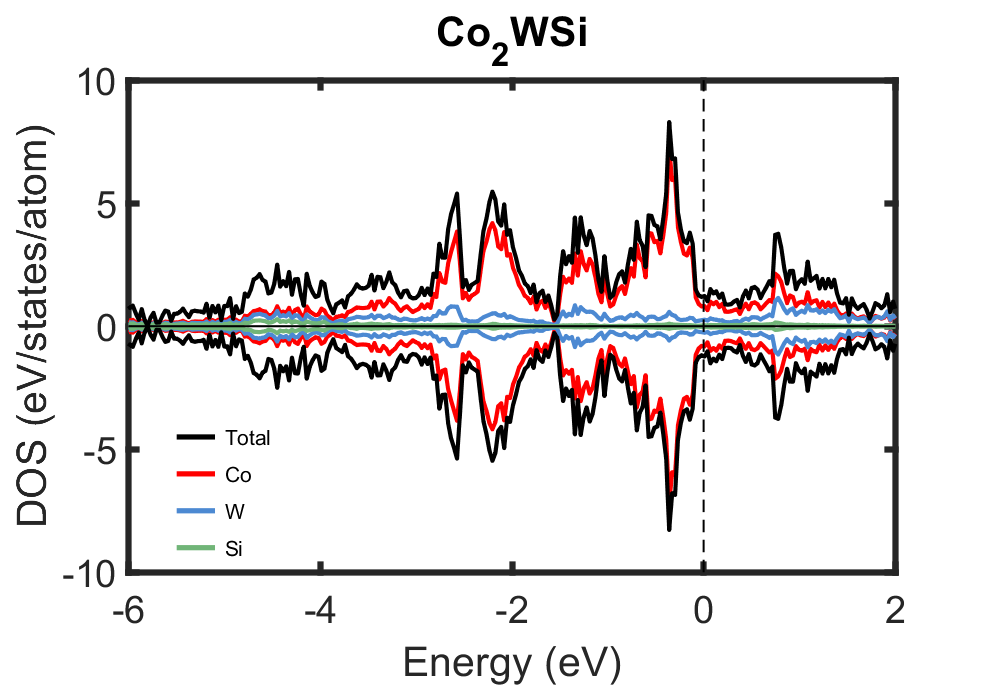 Co₂WSi
10
5
0
-5
-10
DOS (eV/states/atom)
Total
Co
W
Si
-6
-4
-2
0
2
Energy (eV)